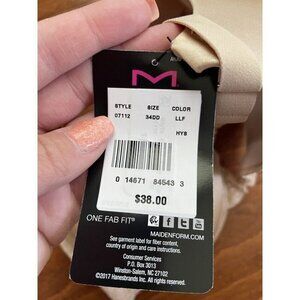 M
STYLE SIZE COLOR
07112 34DD LLF
HYB
0 14671 84543 3
$38.00
ONE FAB FIT®
MAIDENFORM.COM
See garment label for fiber content,
country of origin and care instructions.
Consumer Services
P.O. Box 3013
Winston-Salem, NC 27102
©2017 Hanesbrands Inc. All rights reserved.